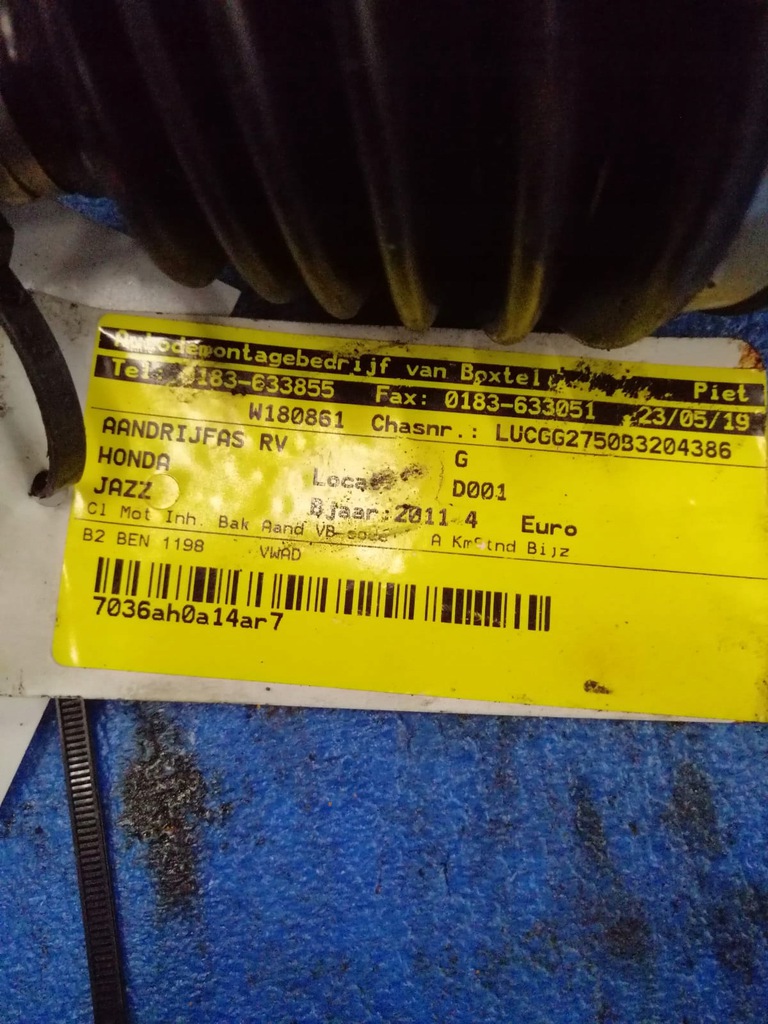 Autodemontagebedrijf van Boxtel Piet
Tel: 0183-633855 Fax: 0183-633051 23/05/19
W180861 Chasnr.: LUCGG2750B3204386
AANDRIJFAS RV G
HONDA D001
JAZZ Bjaar:2011 4 Euro
Cl Mot Inh. Bak Aand VB A KmStnd Bijz
B2 BEN 1198 VWAD
7036ah0a14ar7